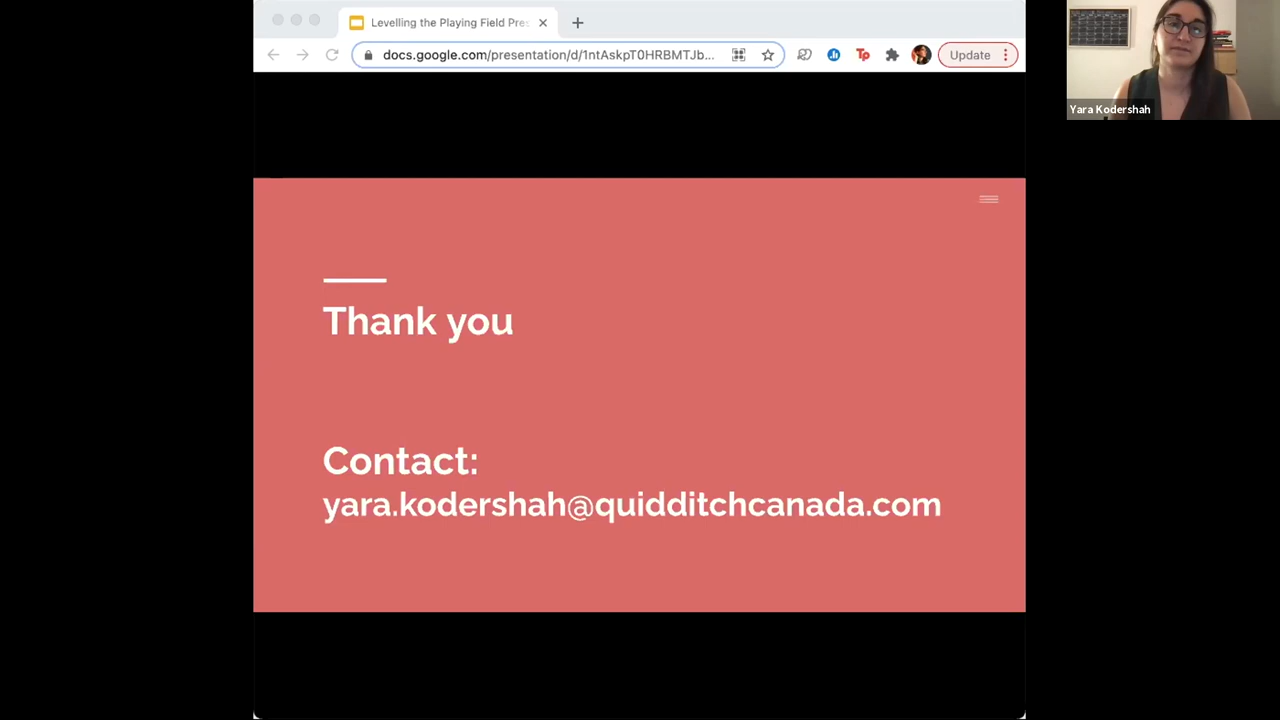 Levelling the Playing Field Pres
docs.google.com/presentation/d/1ntAskpT0HRBMTJb...
Tp
Update
Yara Kodershah
Thank you
Contact:
yara.kodershah@quidditchcanada.com